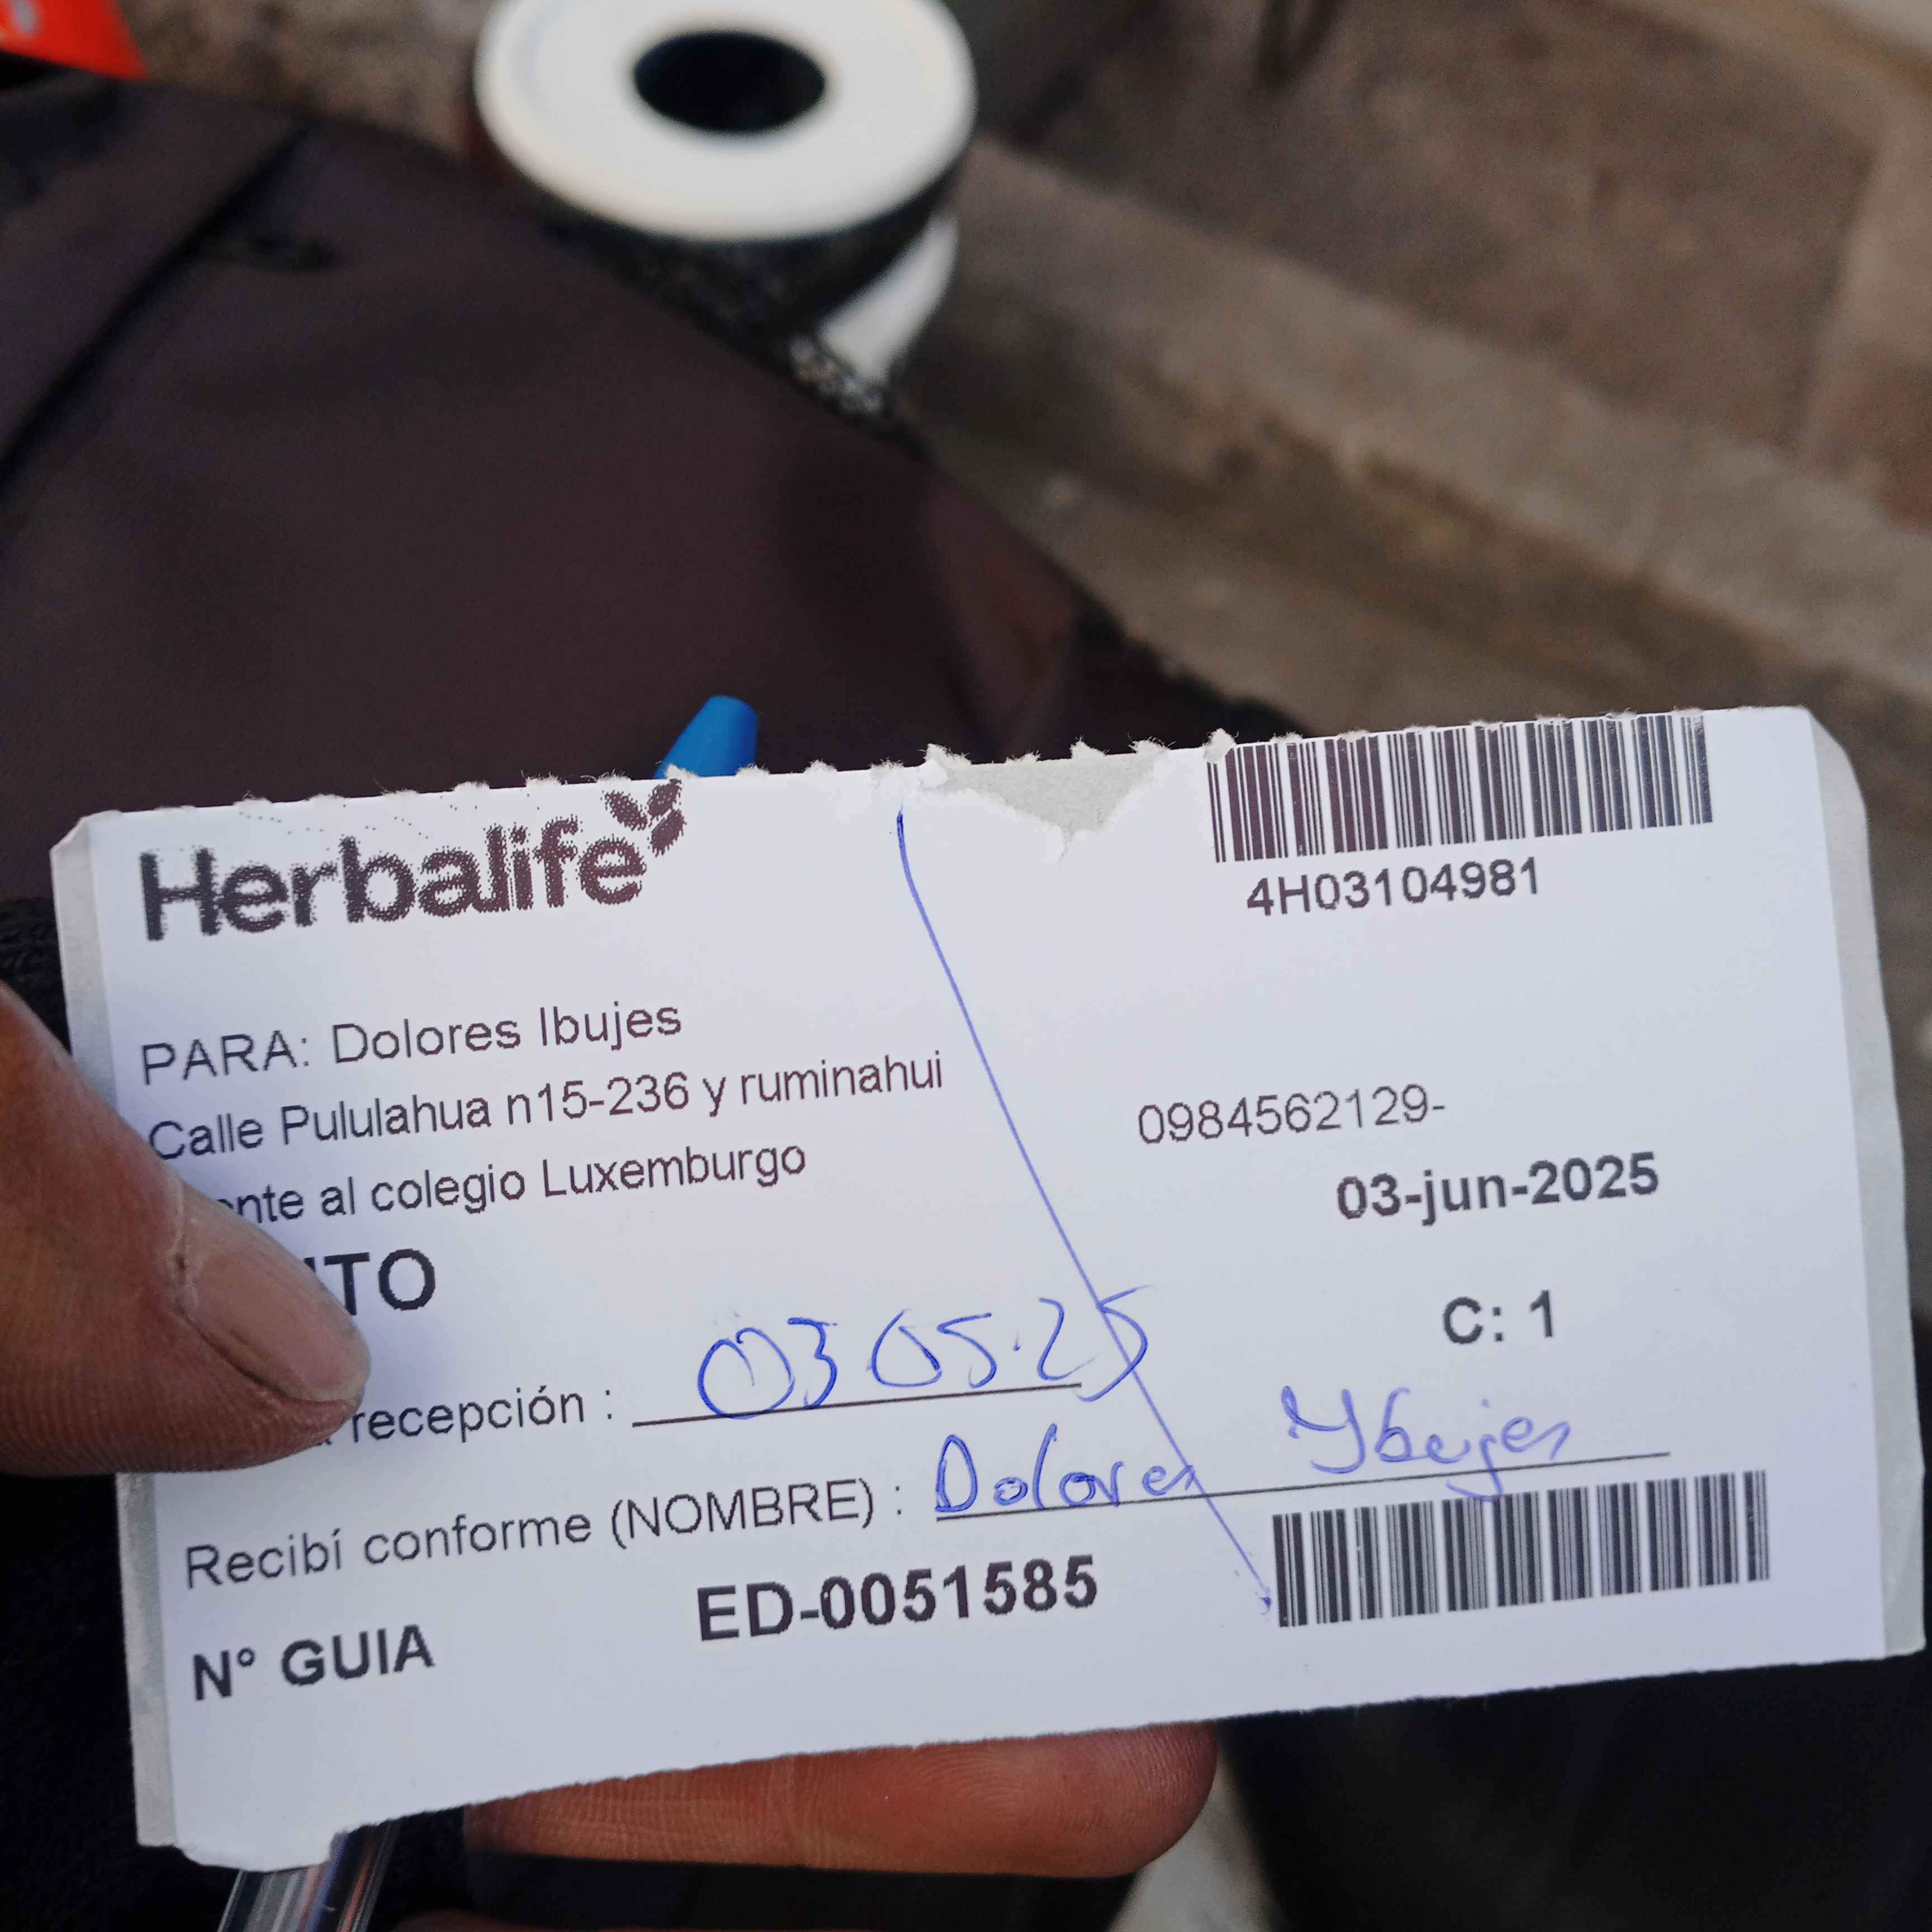 Herbalife
4H03104981
PARA: Dolores Ibujes
Calle Pululahua n15-236 y ruminahui
0984562129-
nte al colegio Luxemburgo
03-jun-2025
ITO
C: 1
recepción : 03 05.25
Recibí conforme (NOMBRE) : Dolores Ybujes
N° GUIA ED-0051585